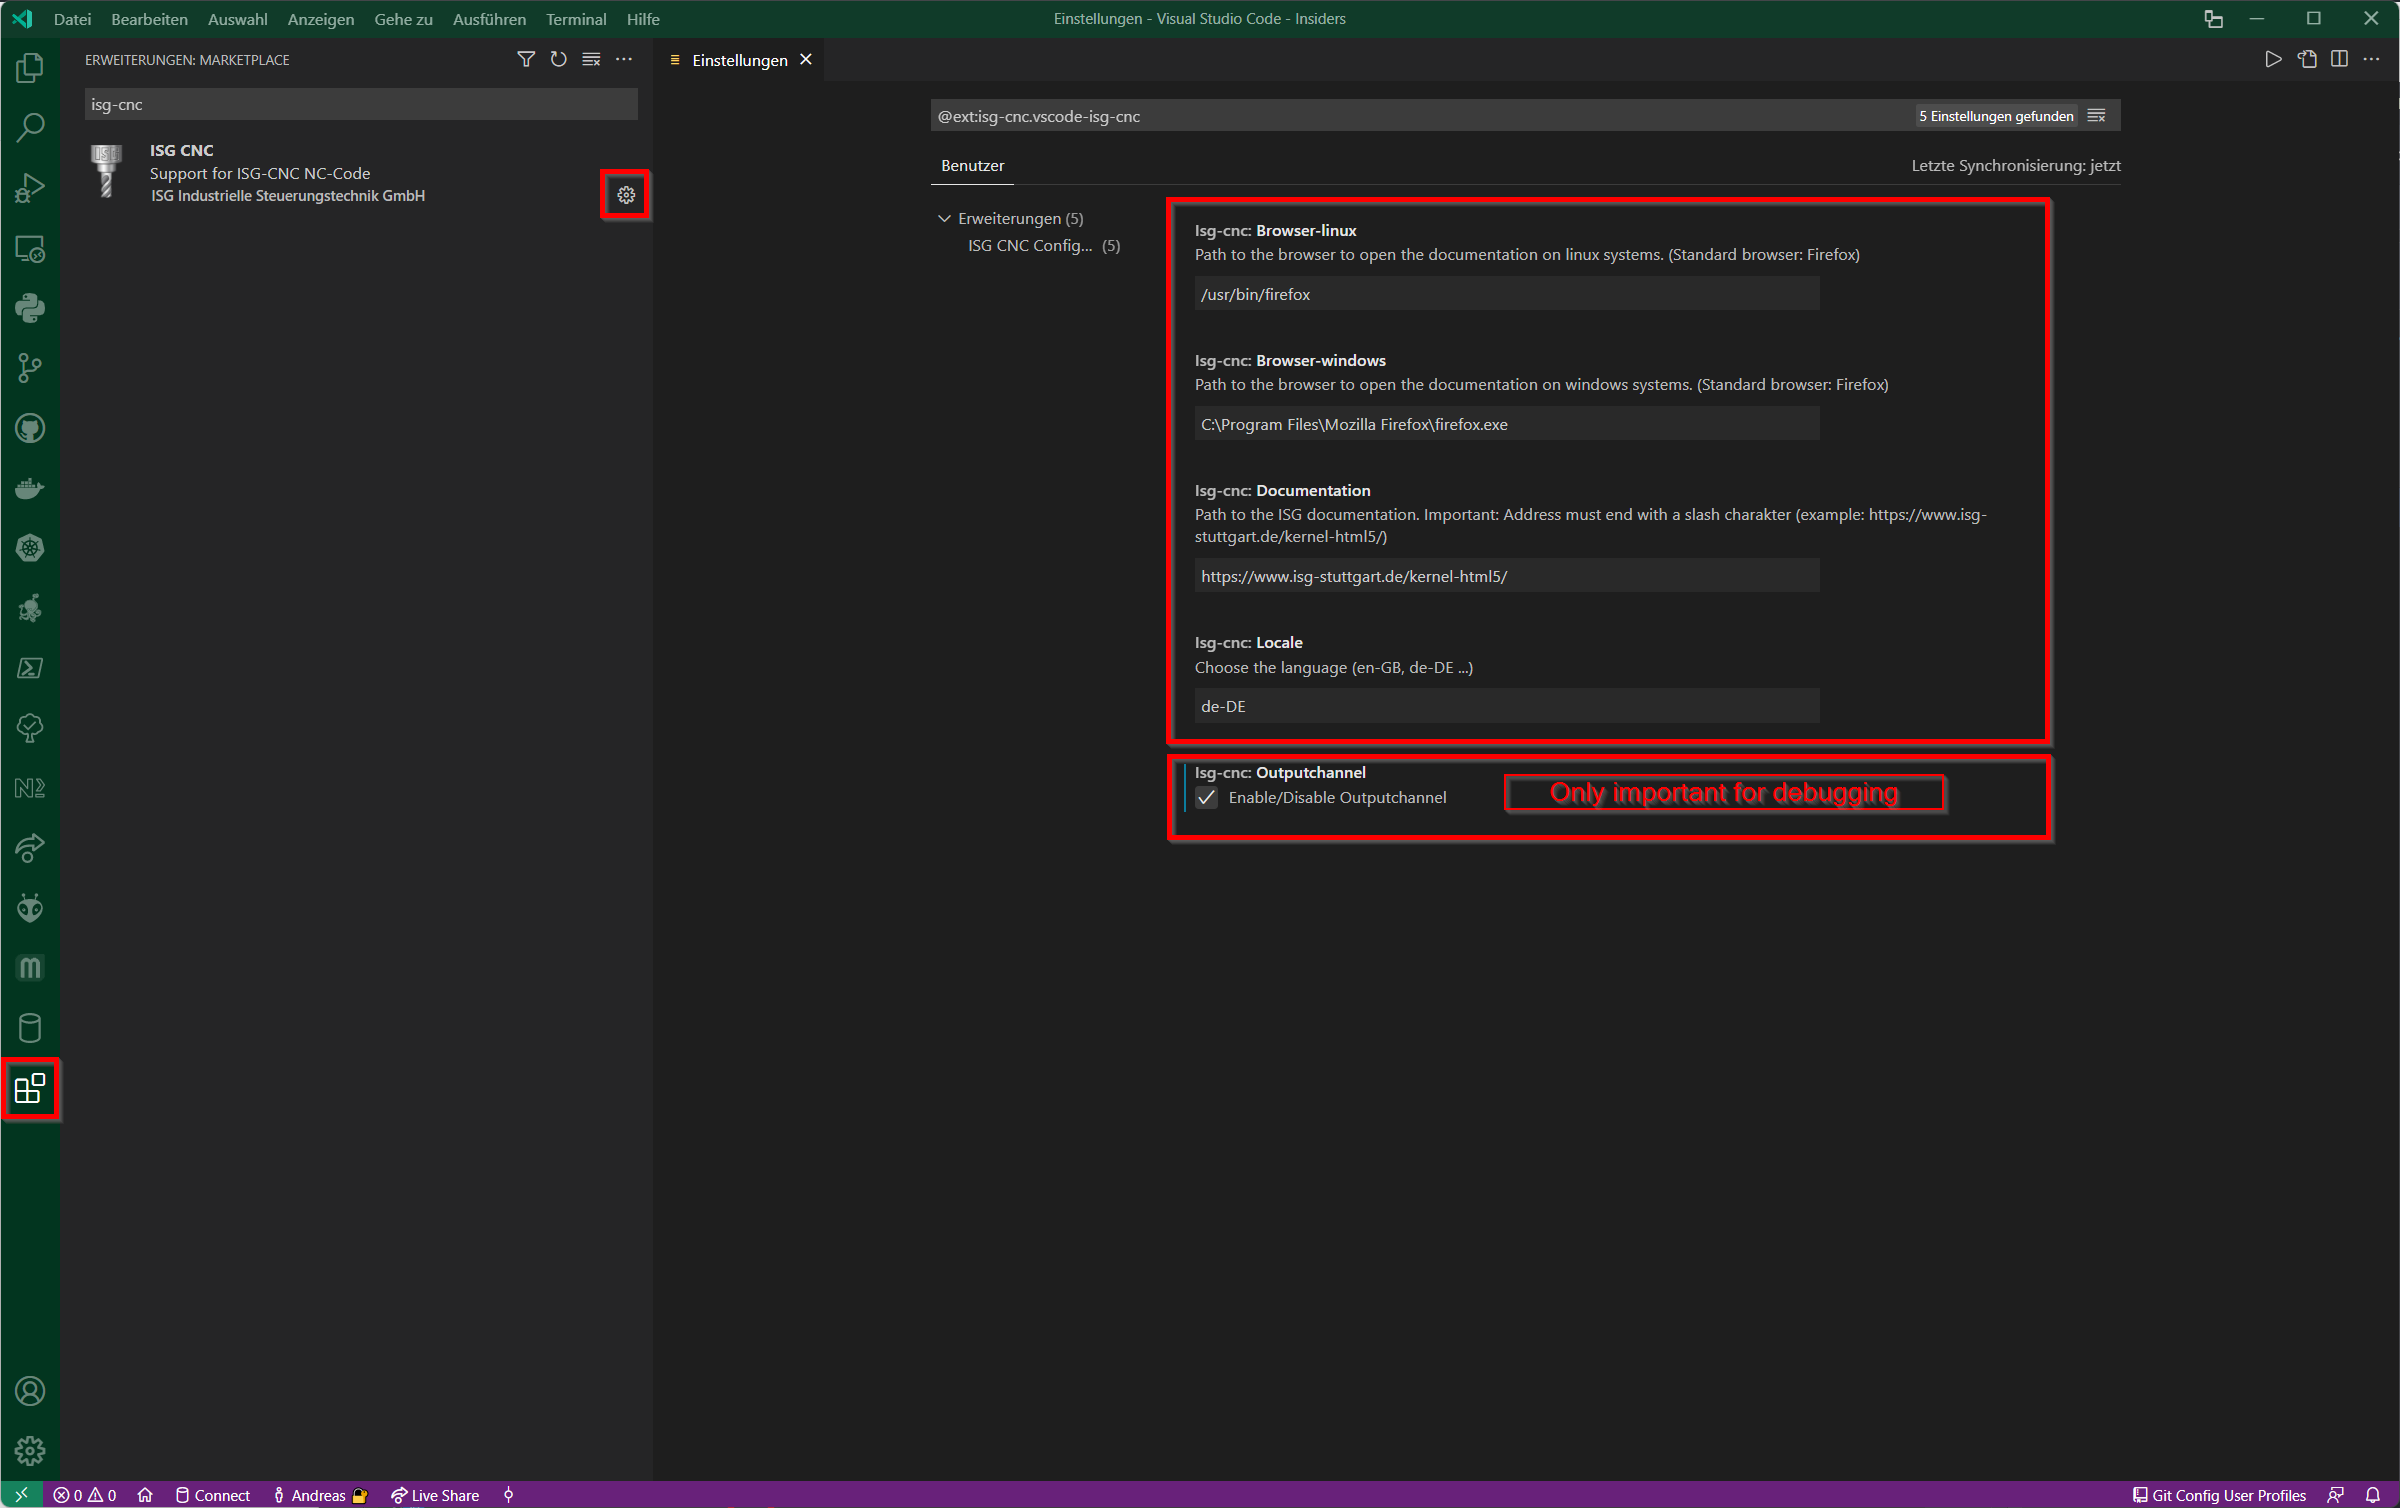 Datei Bearbeiten Auswahl Anzeigen Gehe zu Ausführen Terminal Hilfe
Einstellungen - Visual Studio Code - Insiders
ERWEITERUNGEN: MARKETPLACE
isg-cnc
ISG
ISG CNC
Support for ISG-CNC NC-Code
ISG Industrielle Steuerungstechnik GmbH
Einstellungen
@ext:isg-cnc.vscode-isg-cnc
5 Einstellungen gefunden
Benutzer
Letzte Synchronisierung: jetzt
Erweiterungen (5)
ISG CNC Config... (5)
Isg-cnc: Browser-linux
Path to the browser to open the documentation on linux systems. (Standard browser: Firefox)
/usr/bin/firefox
Isg-cnc: Browser-windows
Path to the browser to open the documentation on windows systems. (Standard browser: Firefox)
C:\Program Files\Mozilla Firefox\firefox.exe
Isg-cnc: Documentation
Path to the ISG documentation. Important: Address must end with a slash charakter (example: https://www.isg-
stuttgart.de/kernel-html5/)
https://www.isg-stuttgart.de/kernel-html5/
Isg-cnc: Locale
Choose the language (en-GB, de-DE ...)
de-DE
Isg-cnc: Outputchannel
Enable/Disable Outputchannel
Only important for debugging
0 0 Connect Andreas Live Share
Git Config User Profiles